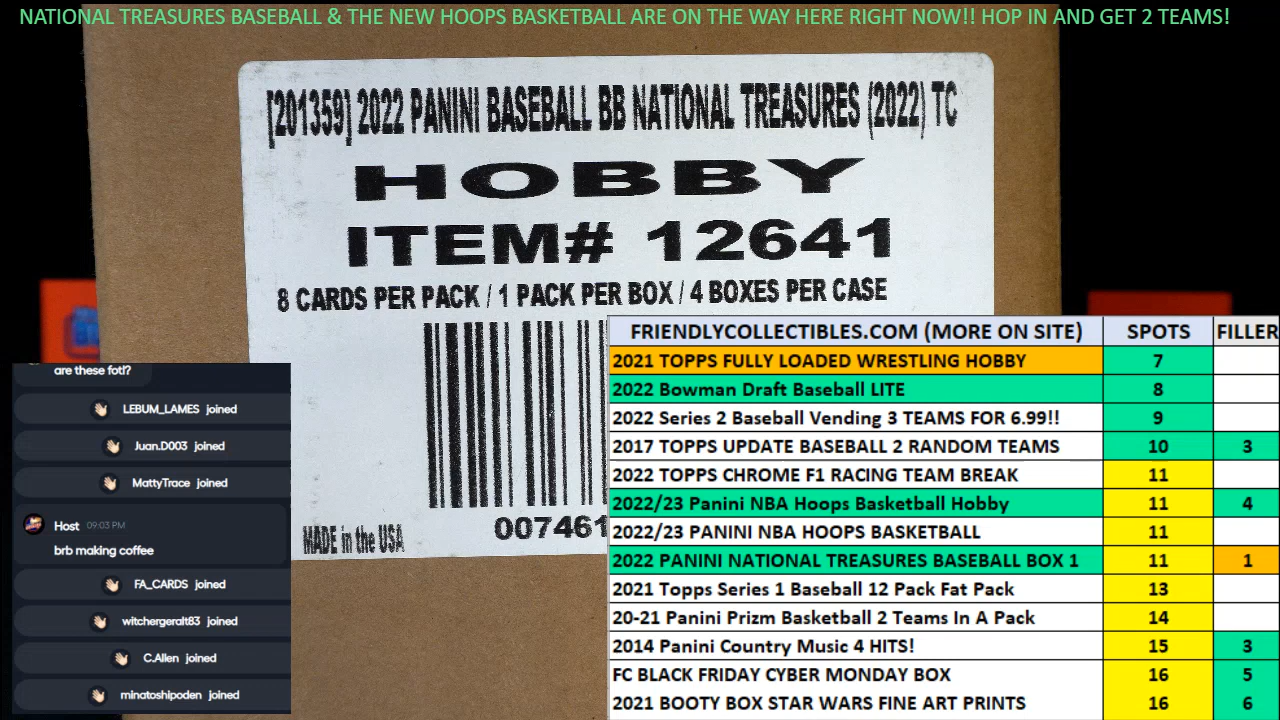 NATIONAL TREASURES BASEBALL & THE NEW HOOPS BASKETBALL ARE ON THE WAY HERE RIGHT NOW!! HOP IN AND GET 2 TEAMS!
[201359] 2022 PANINI BASEBALL BB NATIONAL TREASURES (2022) TC
HOBBY
ITEM# 12641
8 CARDS PER PACK / 1 PACK PER BOX / 4 BOXES PER CASE
MADE in the USA
007461
are these fotl?
LEBUM_LAMES joined
Juan.D003 joined
MattyTrace joined
Host 09:03 PM
brb making coffee
FA_CARDS joined
witchergeralt83 joined
C.Allen joined
minatoshipoden joined
FRIENDLYCOLLECTIBLES.COM (MORE ON SITE) SPOTS FILLER
2021 TOPPS FULLY LOADED WRESTLING HOBBY 7
2022 Bowman Draft Baseball LITE 8
2022 Series 2 Baseball Vending 3 TEAMS FOR 6.99!! 9
2017 TOPPS UPDATE BASEBALL 2 RANDOM TEAMS 10 3
2022 TOPPS CHROME F1 RACING TEAM BREAK 11
2022/23 Panini NBA Hoops Basketball Hobby 11 4
2022/23 PANINI NBA HOOPS BASKETBALL 11
2022 PANINI NATIONAL TREASURES BASEBALL BOX 1 11 1
2021 Topps Series 1 Baseball 12 Pack Fat Pack 13
20-21 Panini Prizm Basketball 2 Teams In A Pack 14
2014 Panini Country Music 4 HITS! 15 3
FC BLACK FRIDAY CYBER MONDAY BOX 16 5
2021 BOOTY BOX STAR WARS FINE ART PRINTS 16 6